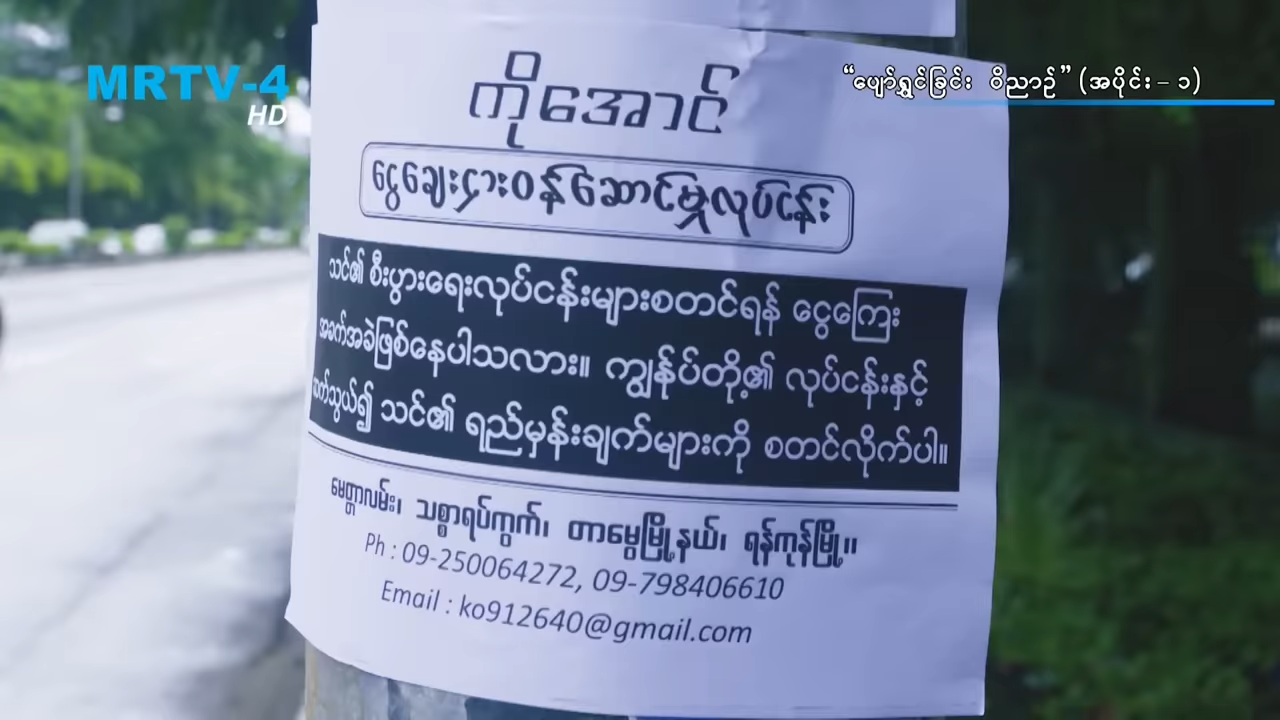 MRTV-4
HD
“ပျော်ရွှင်ခြင်း ဝိညာဉ်” (အပိုင်း – ၁)
ကိုအောင်
ငွေချေးငှားဝန်ဆောင်မှုလုပ်ငန်း
သင်၏ စီးပွားရေးလုပ်ငန်းများစတင်ရန် ငွေကြေး
အခက်အခဲဖြစ်နေပါသလား။ ကျွန်ုပ်တို့၏ လုပ်ငန်းနှင့်
ဆက်သွယ်၍ သင်၏ ရည်မှန်းချက်များကို စတင်လိုက်ပါ။
မေတ္တာလမ်း၊ သစ္စာရပ်ကွက်၊ တာမွေမြို့နယ်၊ ရန်ကုန်မြို့။
Ph : 09-250064272, 09-798406610
Email : ko912640@gmail.com